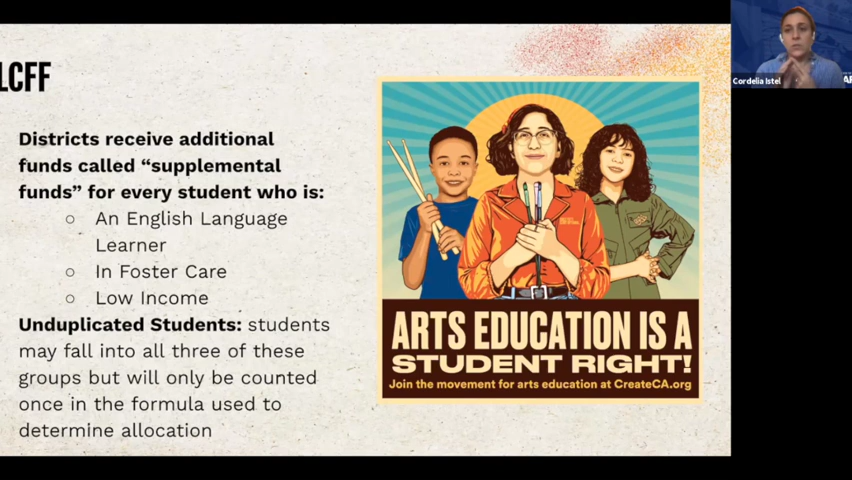 LCFF
Districts receive additional
funds called “supplemental
funds” for every student who is:
○ An English Language
Learner
○ In Foster Care
○ Low Income
Unduplicated Students: students
may fall into all three of these
groups but will only be counted
once in the formula used to
determine allocation
ARTS EDUCATION IS A
STUDENT RIGHT!
Join the movement for arts education at CreateCA.org
Cordelia Istel